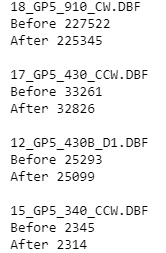 18_GP5_910_CW.DBF
Before 227522
After 225345
17_GP5_430_CCW.DBF
Before 33261
After 32826
12_GP5_430B_D1.DBF
Before 25293
After 25099
15_GP5_340_CCW.DBF
Before 2345
After 2314